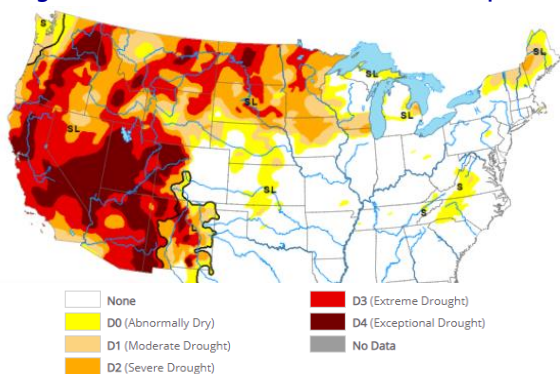 S
SL
SL
SL
SL
SL
S
SL
S
L
None
D0 (Abnormally Dry)
D1 (Moderate Drought)
D2 (Severe Drought)
D3 (Extreme Drought)
D4 (Exceptional Drought)
No Data